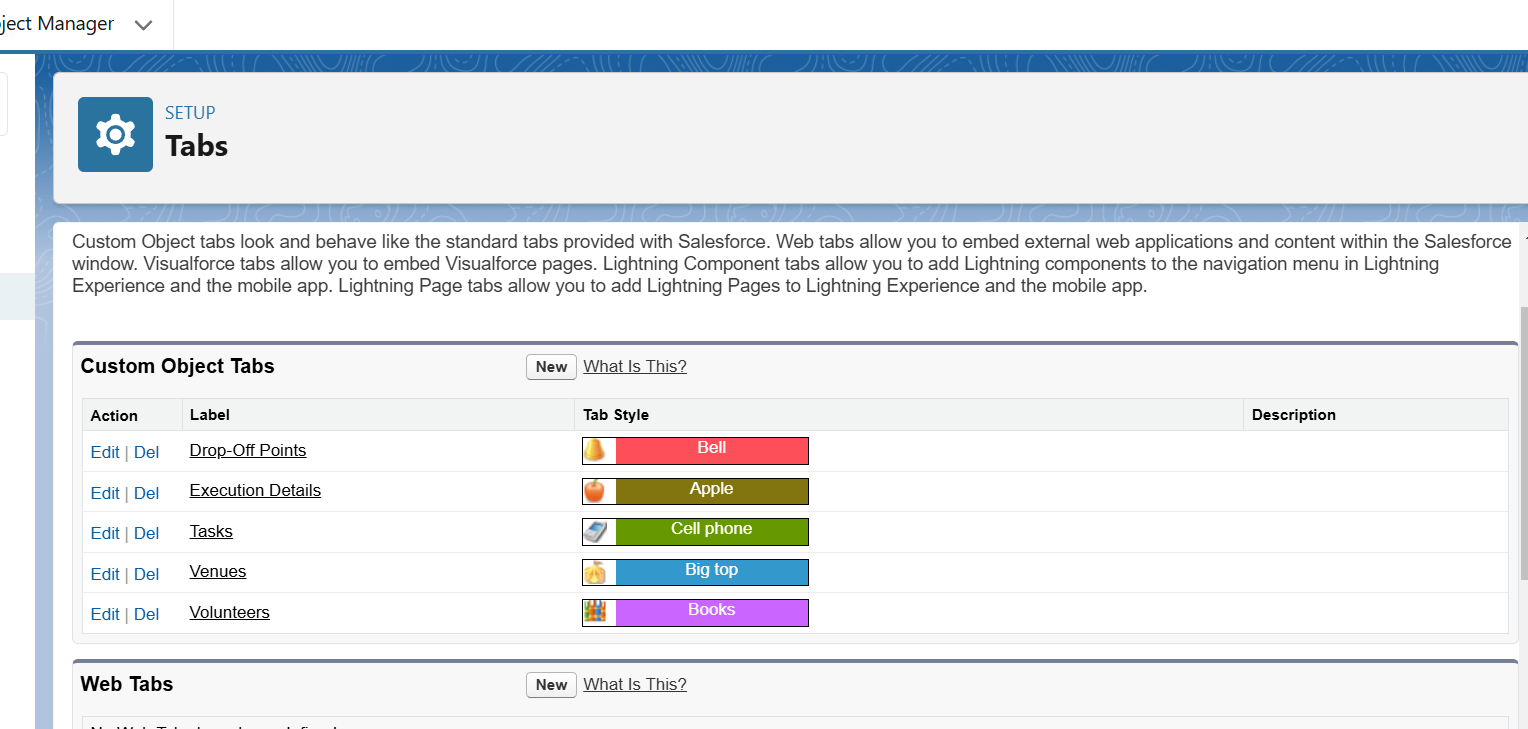 ject Manager
SETUP
Tabs
Custom Object tabs look and behave like the standard tabs provided with Salesforce. Web tabs allow you to embed external web applications and content within the Salesforce
window. Visualforce tabs allow you to embed Visualforce pages. Lightning Component tabs allow you to add Lightning components to the navigation menu in Lightning
Experience and the mobile app. Lightning Page tabs allow you to add Lightning Pages to Lightning Experience and the mobile app.
Custom Object Tabs New What Is This?
Action Label Tab Style Description
Edit | Del Drop-Off Points Bell
Edit | Del Execution Details Apple
Edit | Del Tasks Cell phone
Edit | Del Venues Big top
Edit | Del Volunteers Books
Web Tabs New What Is This?